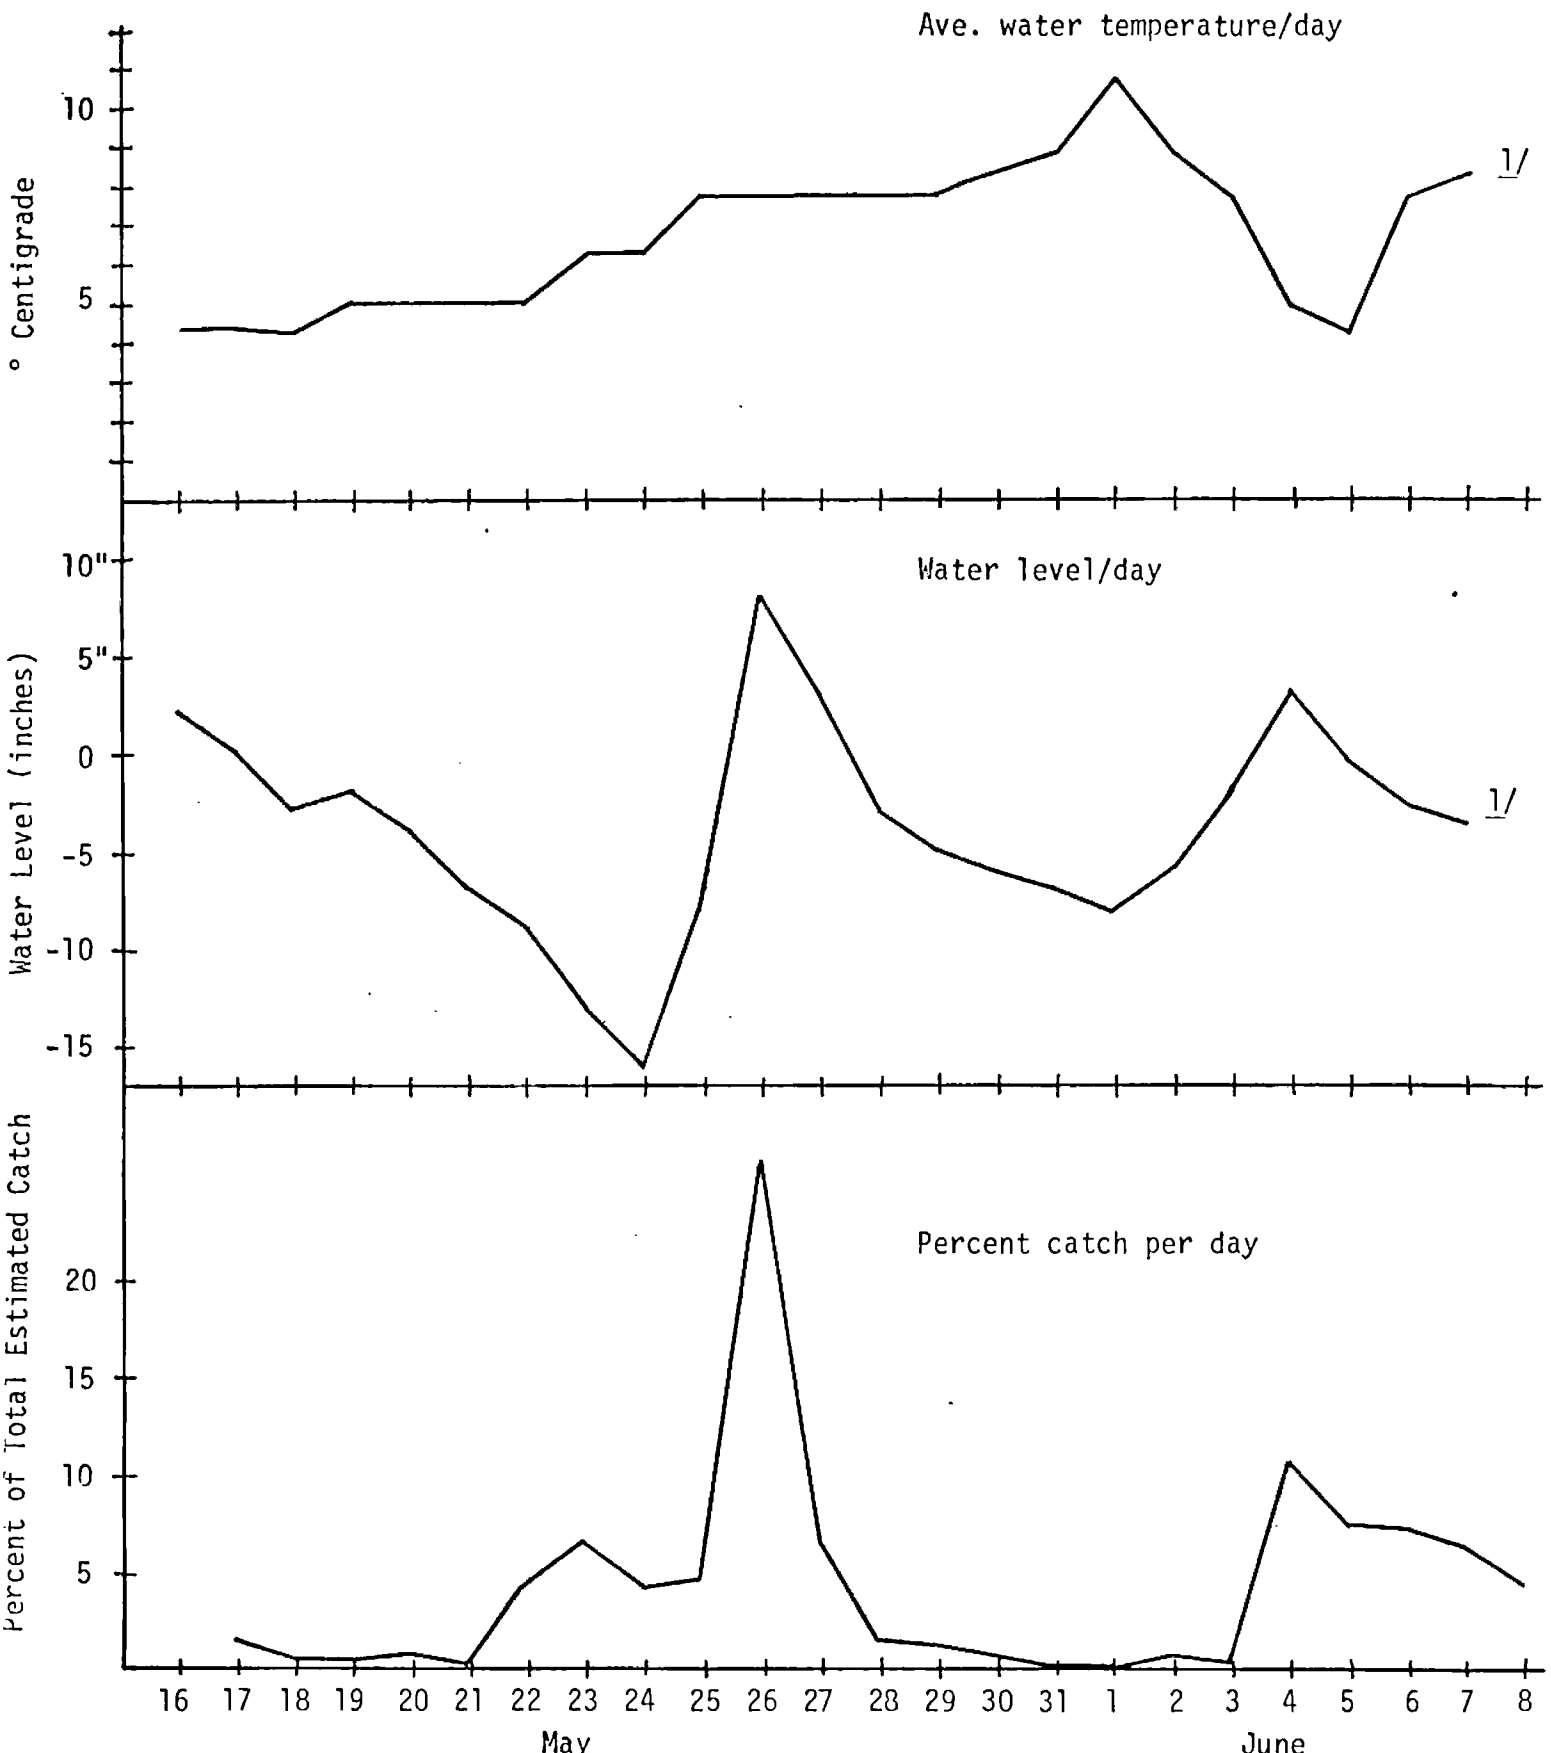 Ave. water temperature/day
10
5
° Centigrade
1/
Water level/day
10"
5"
0
-5
-10
-15
Water Level (inches)
1/
Percent catch per day
20
15
10
5
Percent of Total Estimated Catch
16 17 18 19 20 21 22 23 24 25 26 27 28 29 30 31 1 2 3 4 5 6 7 8
May June